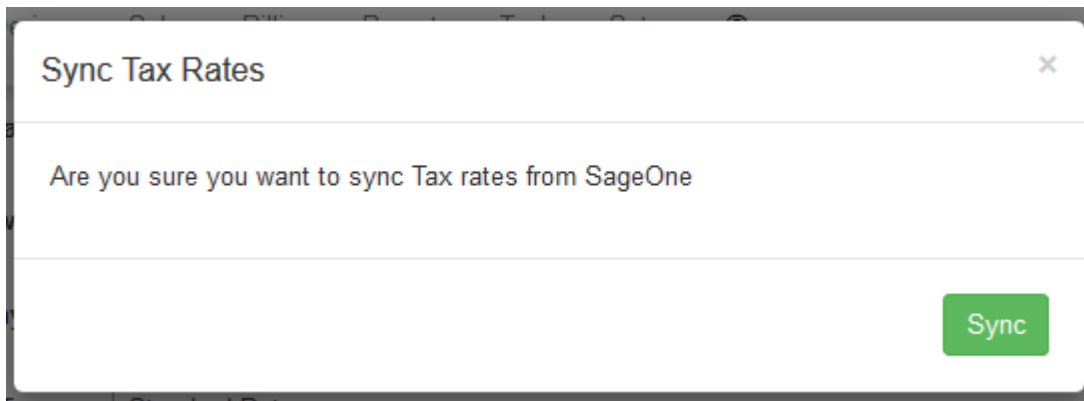 Sync Tax Rates ×
Are you sure you want to sync Tax rates from SageOne
Sync